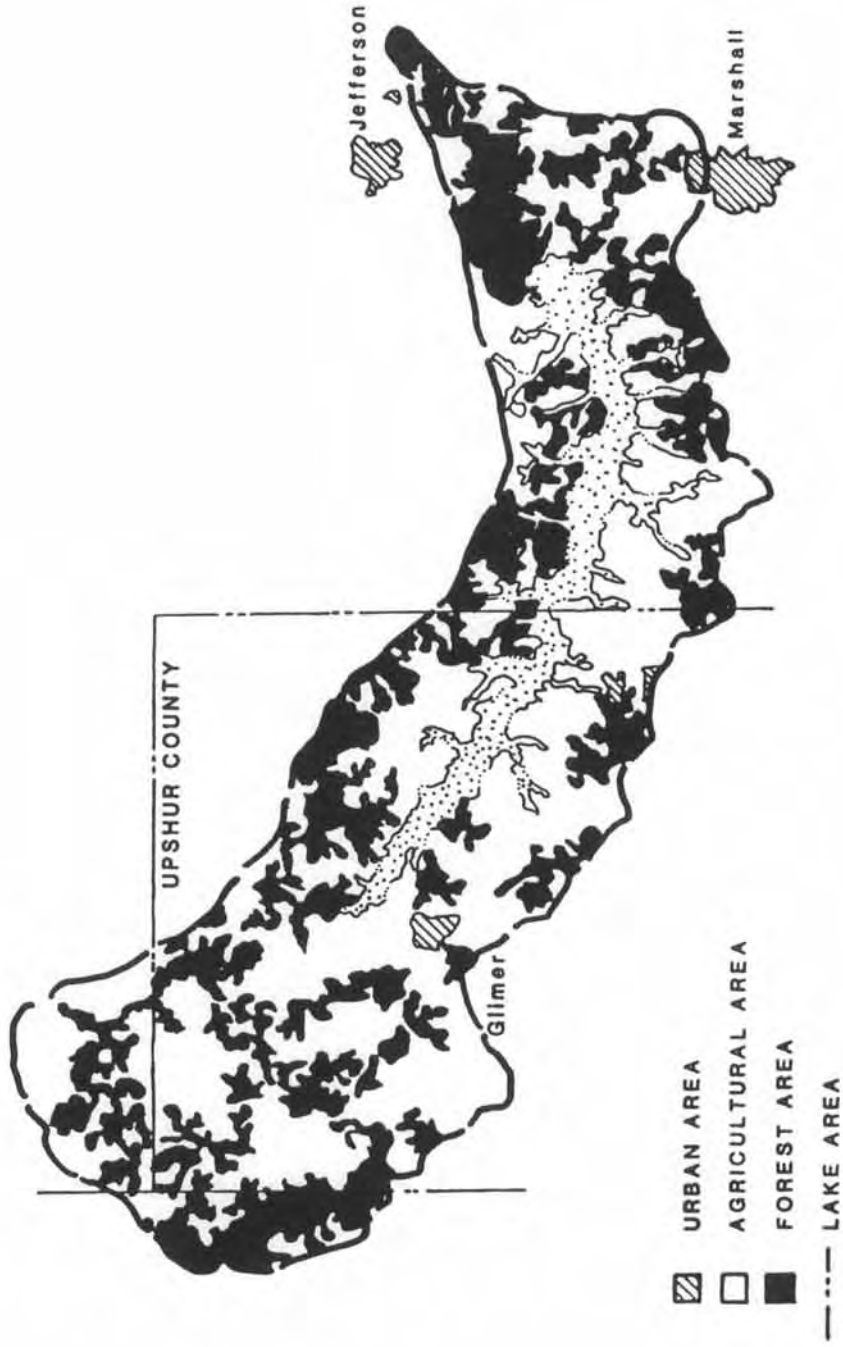 Jefferson
UPSHUR COUNTY
Marshall
Gilmer
URBAN AREA
AGRICULTURAL AREA
FOREST AREA
LAKE AREA